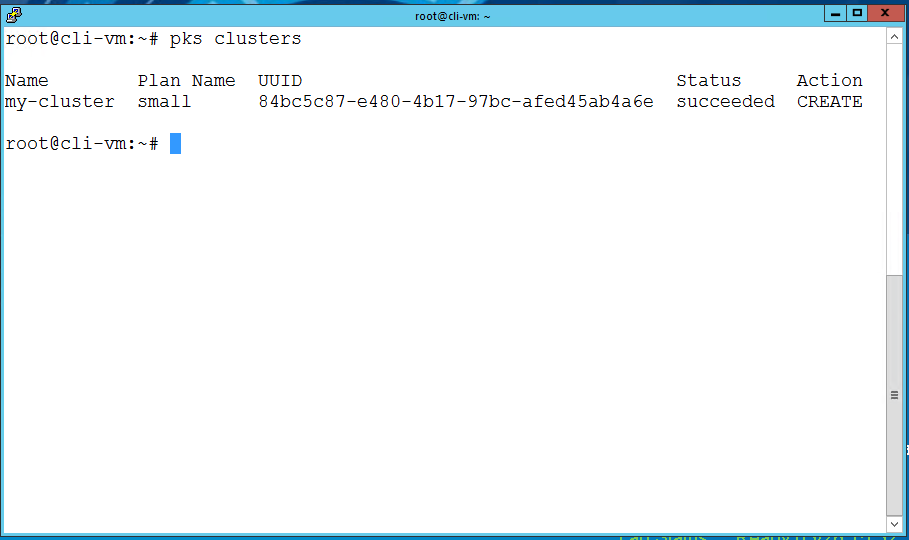 root@cli-vm: ~
root@cli-vm:~# pks clusters
Name Plan Name UUID Status Action
my-cluster small 84bc5c87-e480-4b17-97bc-afed45ab4a6e succeeded CREATE
root@cli-vm:~#